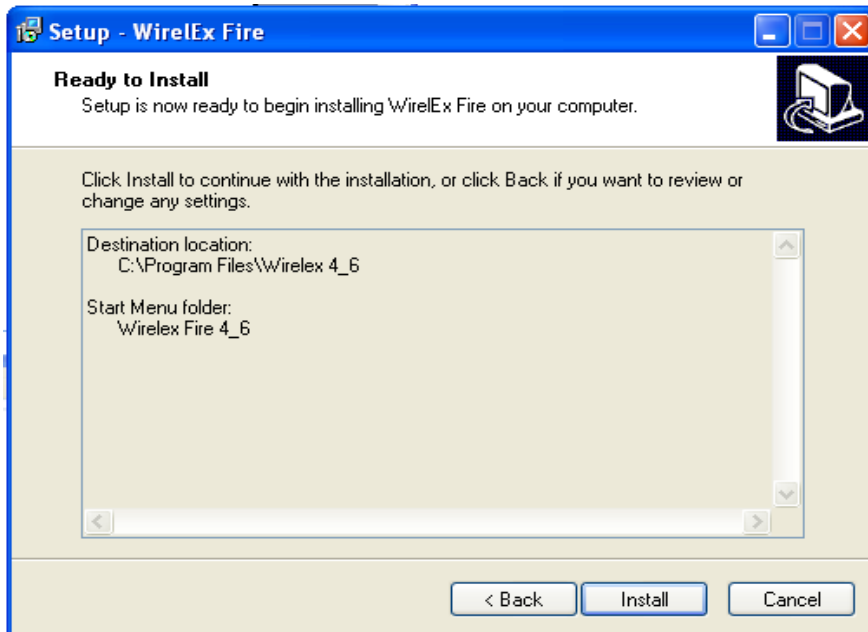 Setup - WirelEx Fire
Ready to Install
Setup is now ready to begin installing WirelEx Fire on your computer.
Click Install to continue with the installation, or click Back if you want to review or
change any settings.
Destination location:
C:\Program Files\Wirelex 4_6
Start Menu folder:
Wirelex Fire 4_6
< Back
Install
Cancel